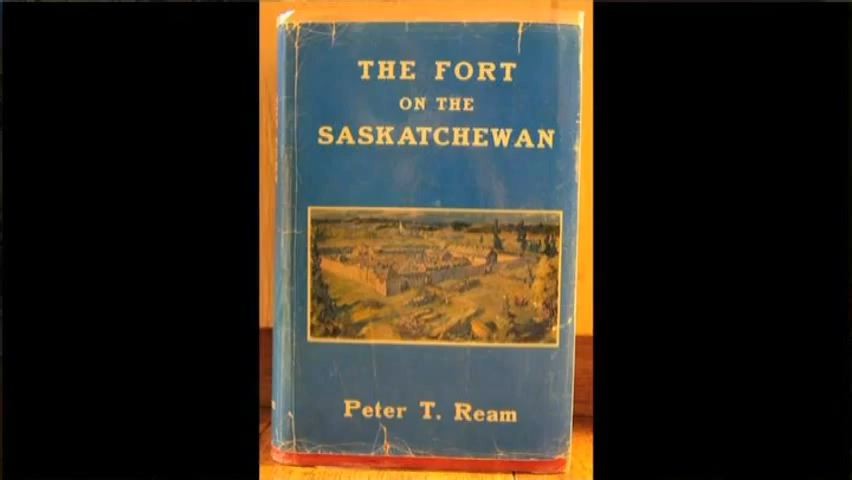 THE FORT
ON THE
SASKATCHEWAN
Peter T. Ream